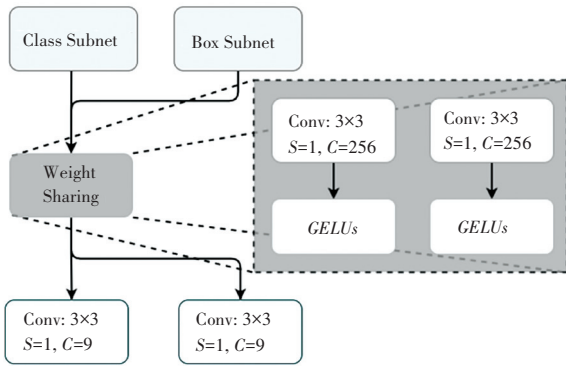 Class Subnet
Box Subnet
Weight
Sharing
Conv: 3×3
S=1, C=256
GELUs
Conv: 3×3
S=1, C=256
GELUs
Conv: 3×3
S=1, C=9
Conv: 3×3
S=1, C=9